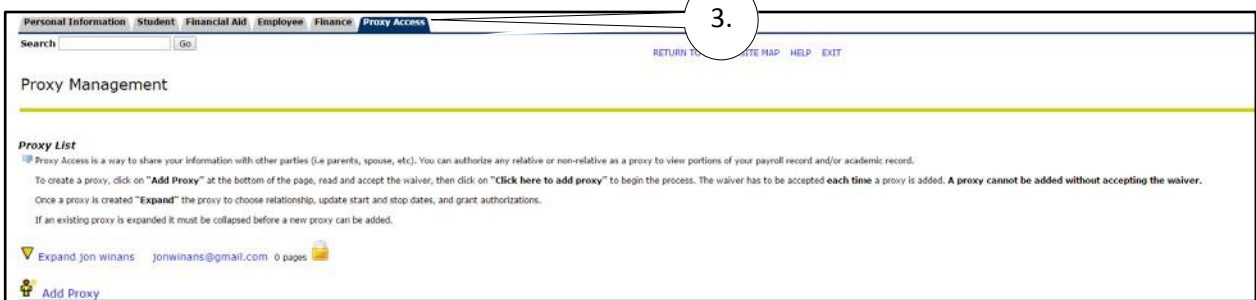 3.
Personal Information Student Financial Aid Employee Finance Proxy Access
Search Go
RETURN TO SITE MAP HELP EXIT
Proxy Management
Proxy List
Proxy Access is a way to share your information with other parties (i.e parents, spouse, etc). You can authorize any relative or non-relative as a proxy to view portions of your payroll record and/or academic record.
To create a proxy, click on "Add Proxy" at the bottom of the page, read and accept the waiver, then click on "Click here to add proxy" to begin the process. The waiver has to be accepted each time a proxy is added. A proxy cannot be added without accepting the waiver.
Once a proxy is created "Expand" the proxy to choose relationship, update start and stop dates, and grant authorizations.
If an existing proxy is expanded it must be collapsed before a new proxy can be added.
Expand jon winans jonwinans@gmail.com 0 pages
Add Proxy